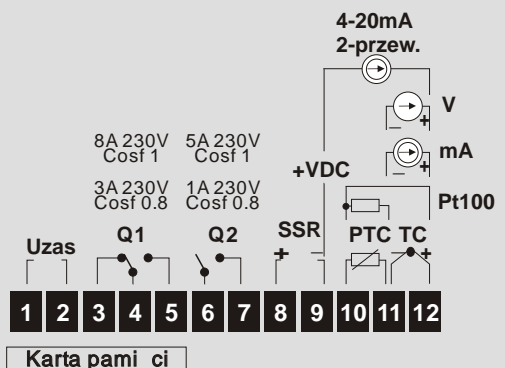 4-20mA
2-przew.
V
mA
8A 230V 5A 230V
Cosf 1 Cosf 1
+VDC
3A 230V 1A 230V
Cosf 0.8 Cosf 0.8
Pt100
Uzas Q1 Q2 SSR PTC TC
1 2 3 4 5 6 7 8 9 10 11 12
Karta pami ci